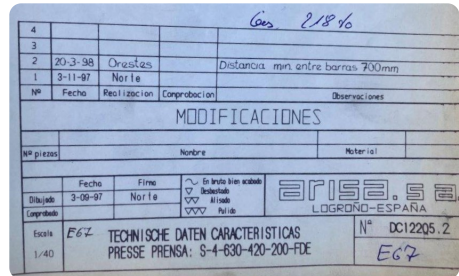 Ges 218%
4
3
2 20-3-98 Orestes Distancia min. entre barras 700mm
1 3-11-97 Norte
Nº Fecha Realizacion Comprobacion Observaciones
MODIFICACIONES
Nº piezas Nombre Material
Fecha Firma
Dibujado 3-09-97 Norte
Comprobado
En bruto bien acabado
Desbastado
Alisado
Pulido
arisa, s.a
LOGROÑO-ESPAÑA
Escala E67
1/40
TECHNISCHE DATEN CARACTERISTICAS
PRESSE PRENSA: S-4-630-420-200-FDE
Nº DC12205.2
E67